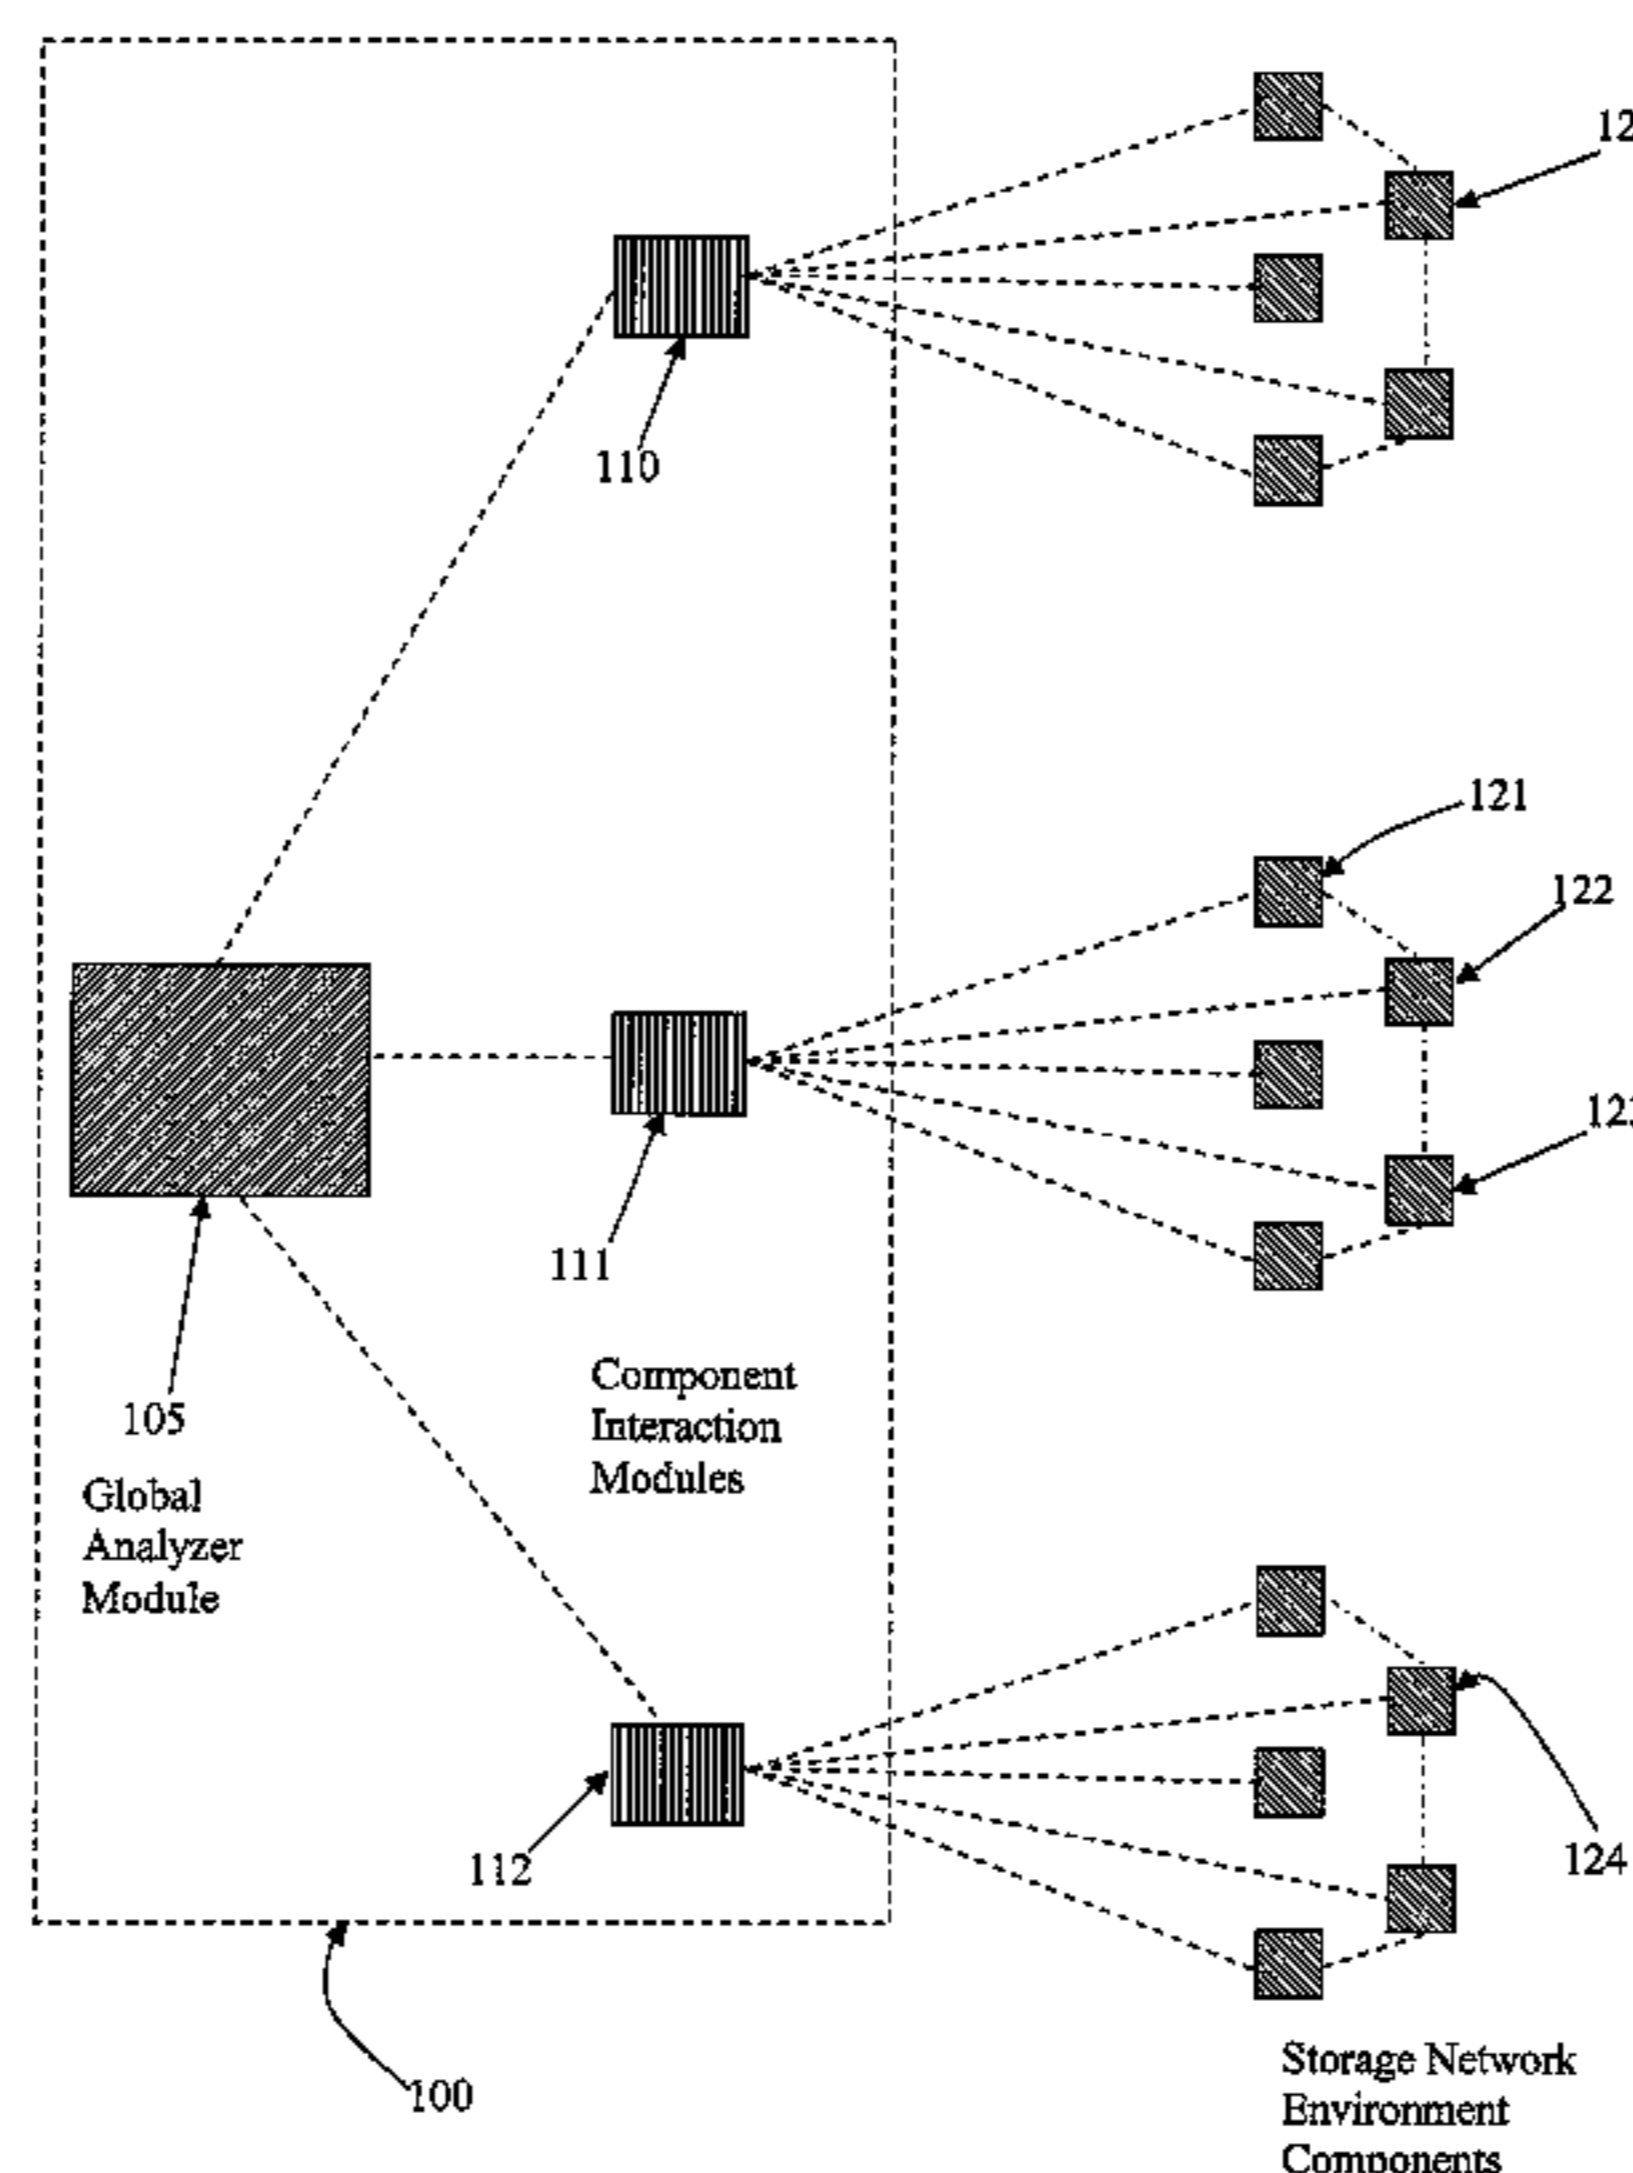 110
121
122
111
105
Component
Interaction
Modules
Global
Analyzer
Module
112
124
100
Storage Network
Environment
Components